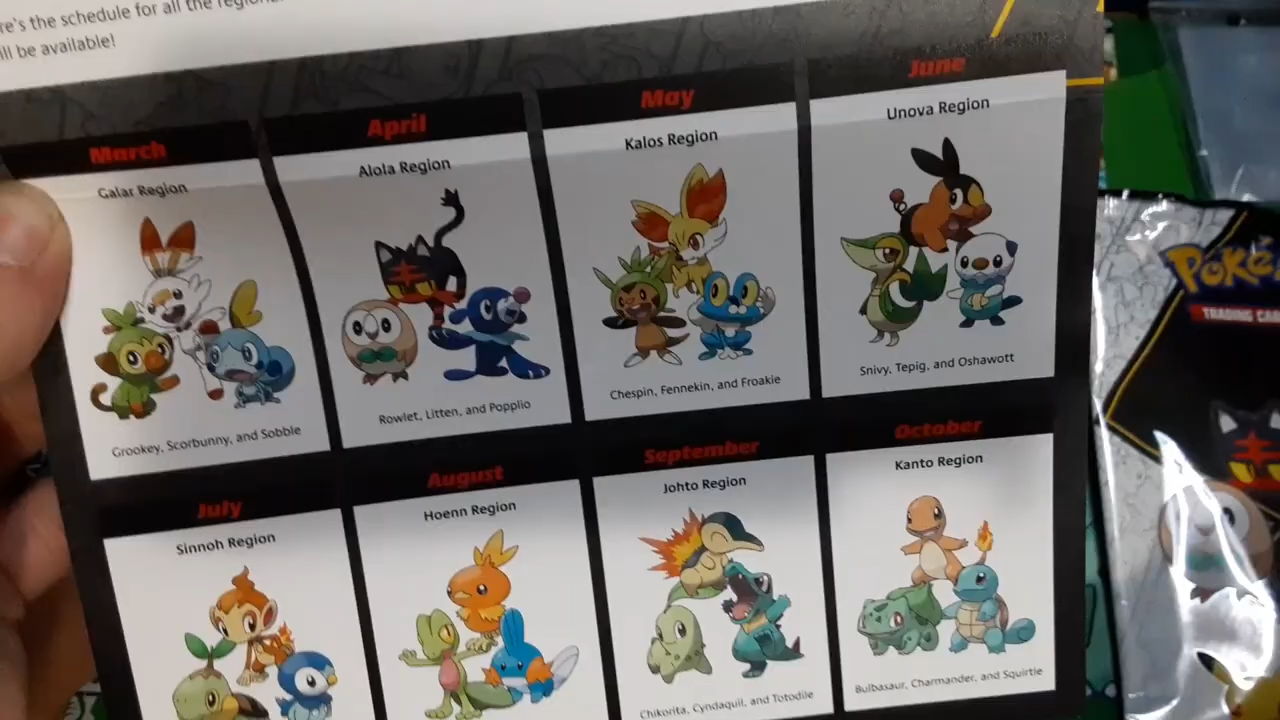 re's the schedule for all the regions
ill be available!
March
April
May
June
Galar Region
Alola Region
Kalos Region
Unova Region
Grookey, Scorbunny, and Sobble
Rowlet, Litten, and Popplio
Chespin, Fennekin, and Froakie
Snivy, Tepig, and Oshawott
July
August
September
October
Sinnoh Region
Hoenn Region
Johto Region
Kanto Region
Chikorita, Cyndaquil, and Totodile
Bulbasaur, Charmander, and Squirtle
POKé
TRADING CAR